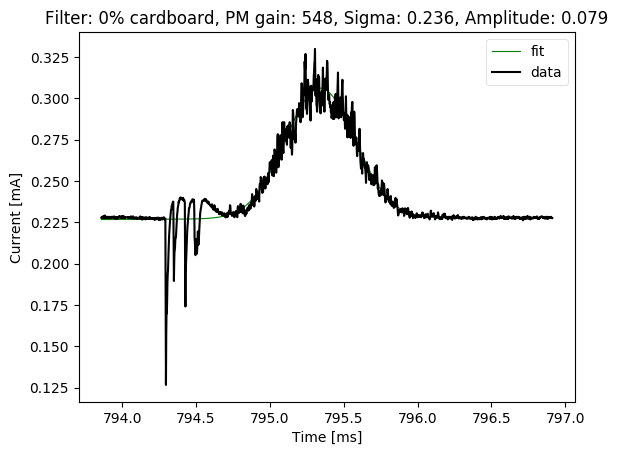 Filter: 0% cardboard, PM gain: 548, Sigma: 0.236, Amplitude: 0.079
fit
data
Current [mA]
0.325
0.300
0.275
0.250
0.225
0.200
0.175
0.150
0.125
794.0 794.5 795.0 795.5 796.0 796.5 797.0
Time [ms]